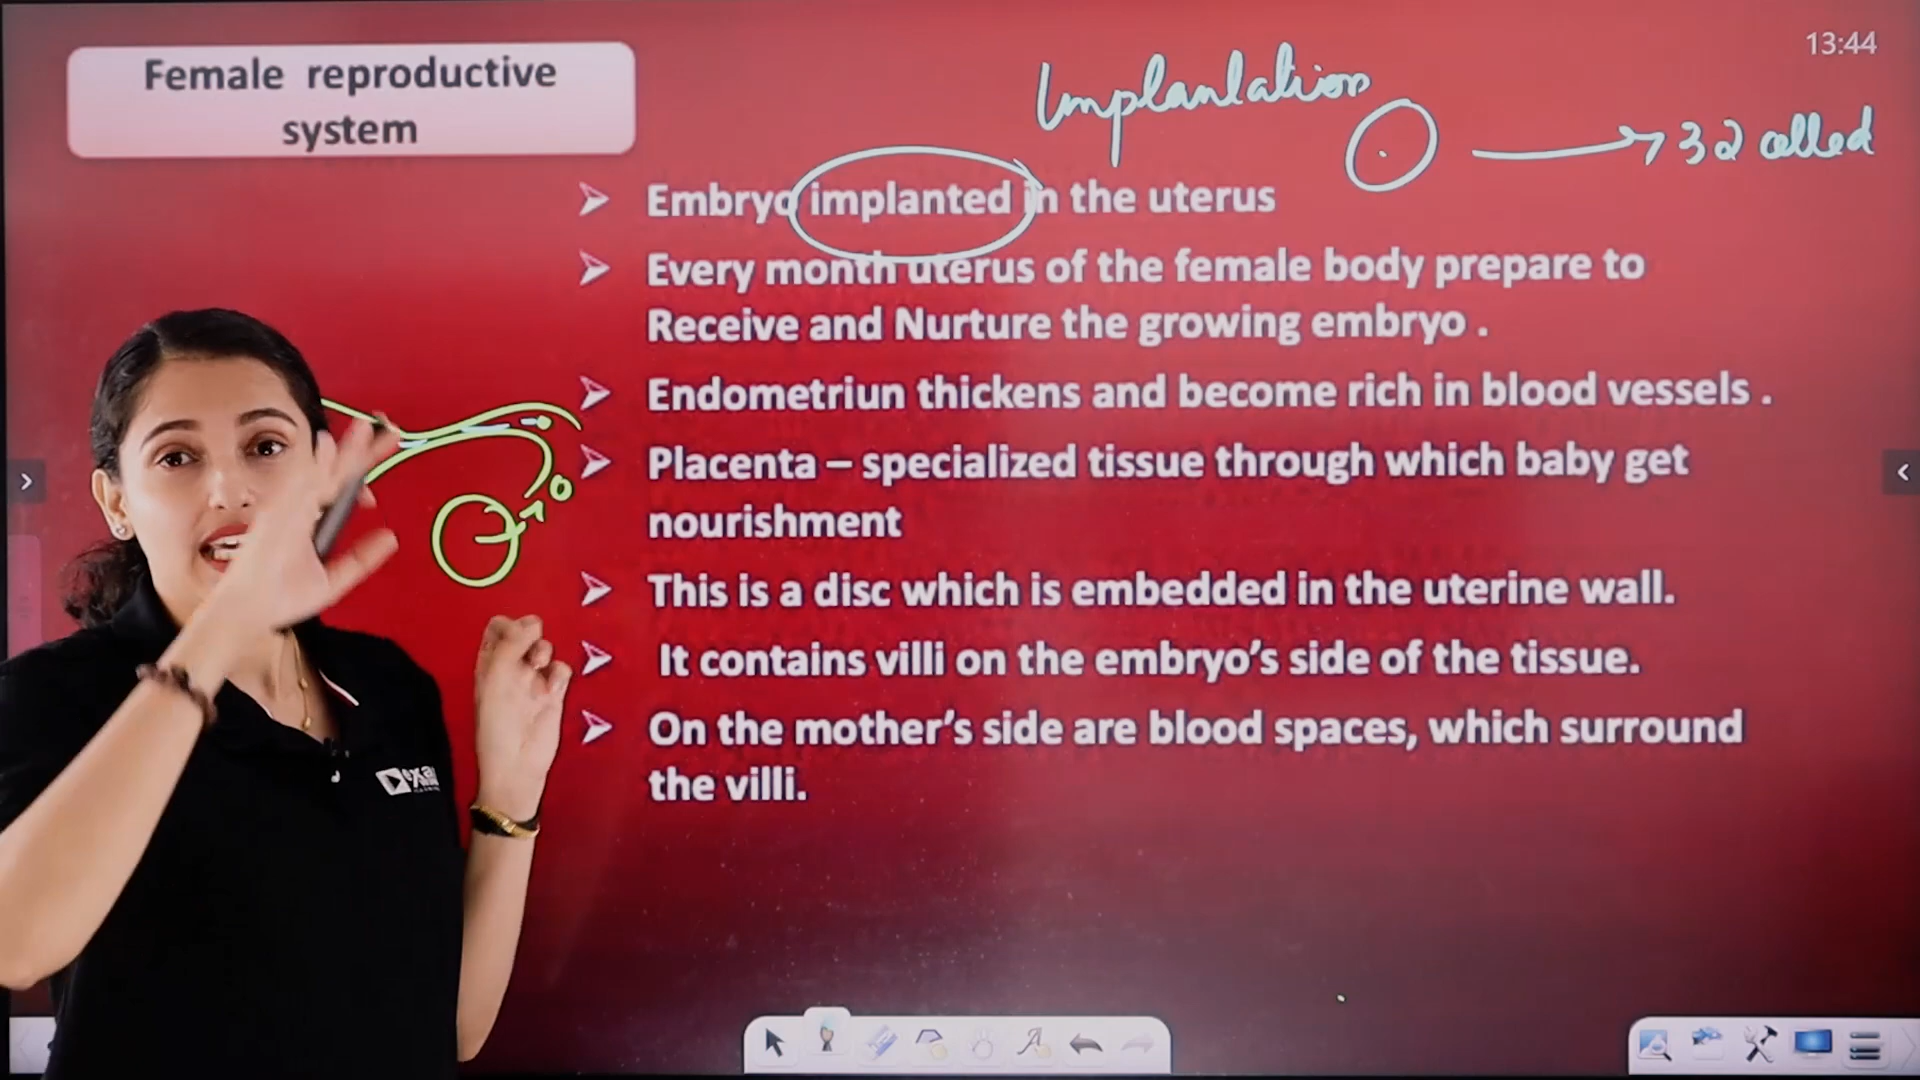 13:44
Female reproductive
system
Implantation
32 celled
Embryo implanted in the uterus
Every month uterus of the female body prepare to
Receive and Nurture the growing embryo .
Endometriun thickens and become rich in blood vessels .
Placenta – specialized tissue through which baby get
nourishment
This is a disc which is embedded in the uterine wall.
It contains villi on the embryo’s side of the tissue.
On the mother’s side are blood spaces, which surround
the villi.